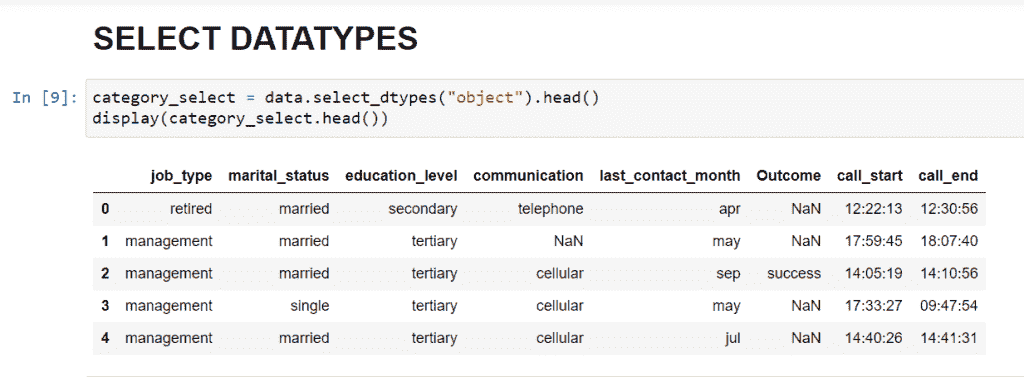 SELECT DATATYPES
In [9]: category_select = data.select_dtypes("object").head()
display(category_select.head())
job_type marital_status education_level communication last_contact_month Outcome call_start call_end
0 retired married secondary telephone apr NaN 12:22:13 12:30:56
1 management married tertiary NaN may NaN 17:59:45 18:07:40
2 management married tertiary cellular sep success 14:05:19 14:10:56
3 management single tertiary cellular may NaN 17:33:27 09:47:54
4 management married tertiary cellular jul NaN 14:40:26 14:41:31